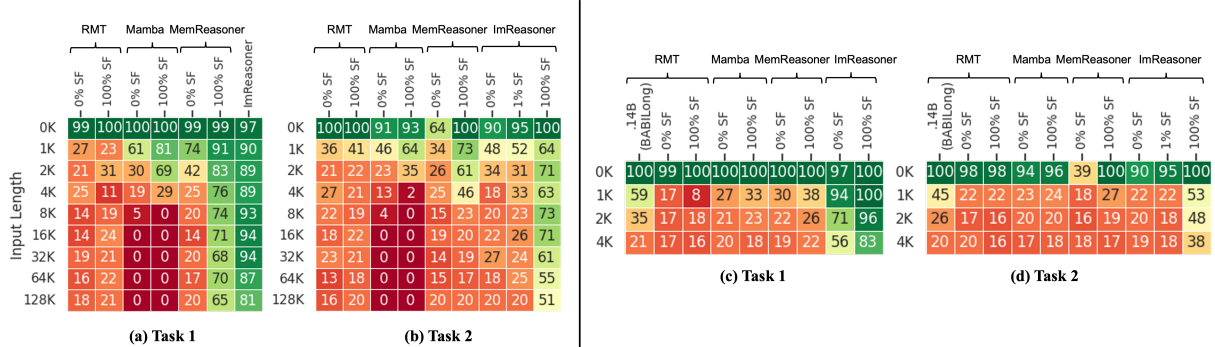 RMT Mamba MemReasoner
0% SF 100% SF 0% SF 100% SF 0% SF 100% SF ImReasoner
Input Length
0K 99 100 100 100 99 99 97
1K 27 23 61 81 74 91 90
2K 21 31 30 69 42 83 89
4K 25 11 19 29 25 76 89
8K 14 19 5 0 20 74 93
16K 14 24 0 0 14 71 94
32K 19 21 0 0 20 68 94
64K 16 22 0 0 17 70 87
128K 18 21 0 0 20 65 81
(a) Task 1
RMT Mamba MemReasoner ImReasoner
0% SF 100% SF 0% SF 100% SF 0% SF 100% SF 0% SF 1% SF 100% SF
0K 100 100 91 93 64 100 90 95 100
1K 36 41 46 64 34 73 48 52 64
2K 21 22 23 35 26 61 34 31 71
4K 27 21 13 2 25 46 18 33 63
8K 22 19 4 0 15 23 20 23 73
16K 18 22 0 0 19 20 22 26 71
32K 23 21 0 0 14 19 27 24 61
64K 13 18 0 0 15 17 18 25 55
128K 16 20 0 0 20 20 20 20 51
(b) Task 2
RMT Mamba MemReasoner ImReasoner
.14B (BABILong) 0% SF 100% SF 0% SF 100% SF 0% SF 100% SF 0% SF 100% SF
0K 100 99 100 100 100 100 100 97 100
1K 59 17 8 27 33 30 38 94 100
2K 35 17 18 21 23 22 26 71 96
4K 21 17 16 20 18 19 22 56 83
(c) Task 1
RMT Mamba MemReasoner ImReasoner
.14B (BABILong) 0% SF 100% SF 0% SF 100% SF 0% SF 100% SF 0% SF 1% SF 100% SF
0K 100 98 98 94 96 39 100 90 95 100
1K 45 22 22 23 24 18 27 22 22 53
2K 26 17 16 20 20 17 18 18 18 48
4K 20 20 16 17 18 17 18 19 18 38
(d) Task 2